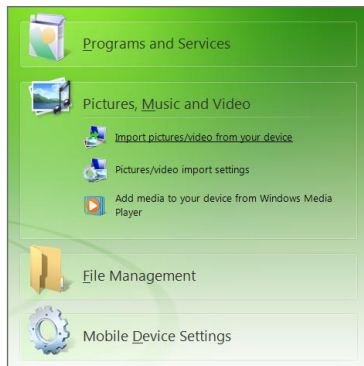 Programs and Services
Pictures, Music and Video
Import pictures/video from your device
Pictures/video import settings
Add media to your device from Windows Media
Player
File Management
Mobile Device Settings